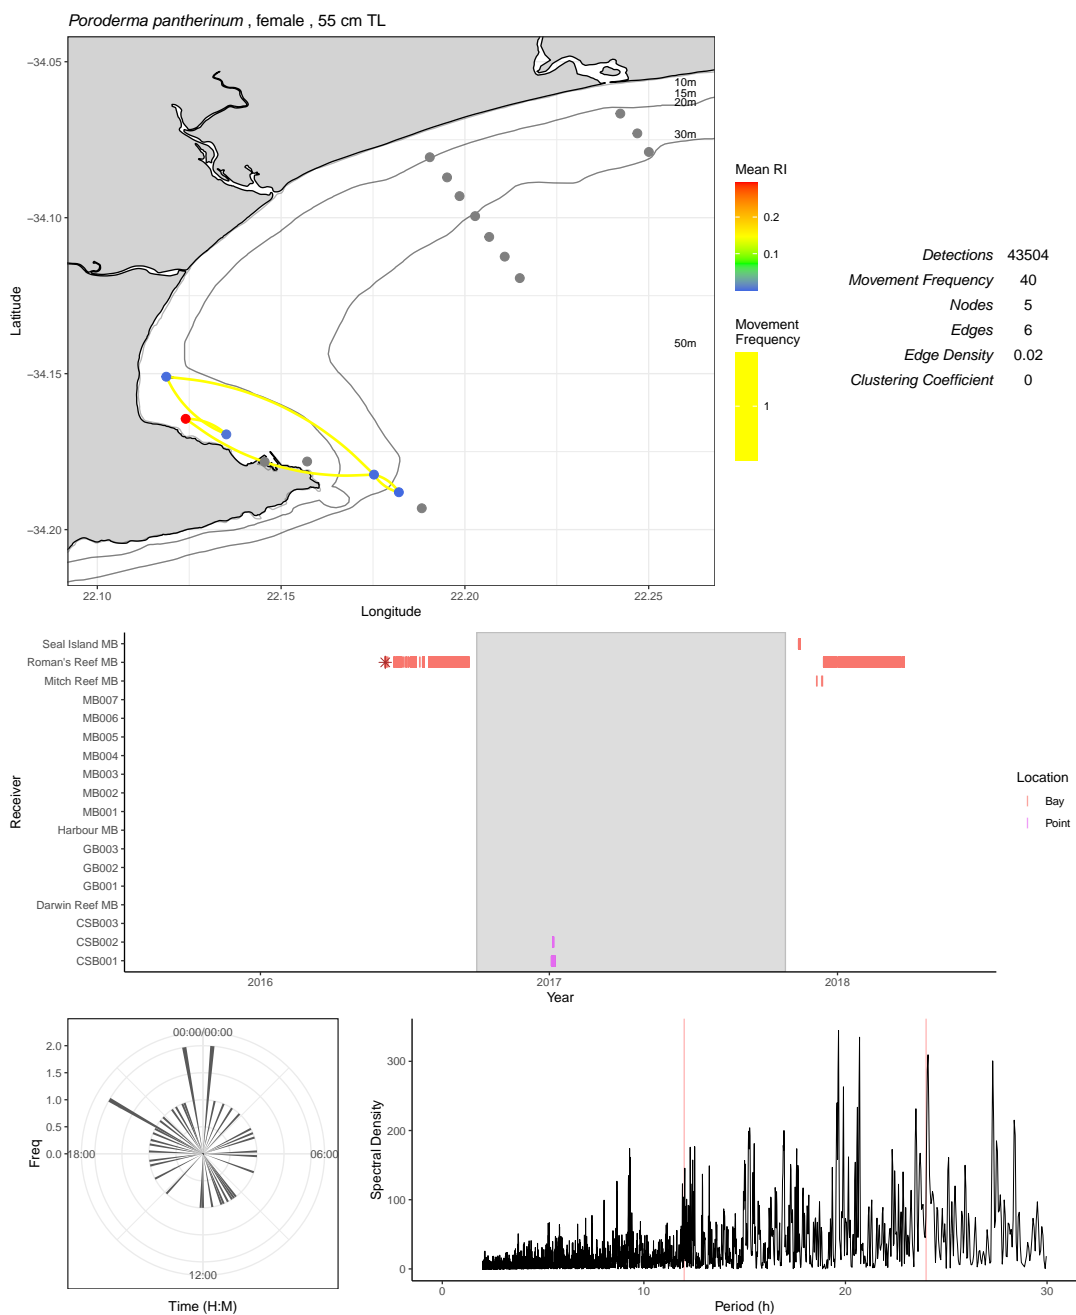 Poroderma pantherinum , female , 55 cm TL
−34.05
−34.10
−34.15
−34.20
Latitude
22.10
22.15
22.20
22.25
Longitude
10m
15m
20m
30m
50m
Mean RI
0.2
0.1
Movement
Frequency
1
Detections 43504
Movement Frequency 40
Nodes 5
Edges 6
Edge Density 0.02
Clustering Coefficient 0
Seal Island MB
Roman's Reef MB
Mitch Reef MB
MB007
MB006
MB005
MB004
MB003
MB002
MB001
Harbour MB
GB003
GB002
GB001
Darwin Reef MB
CSB003
CSB002
CSB001
Receiver
2016
2017
2018
Year
Location
Bay
Point
00:00/00:00
06:00
12:00
18:00
2.0
1.5
1.0
0.5
0.0
Freq
Time (H:M)
300
200
100
0
Spectral Density
0
10
20
30
Period (h)